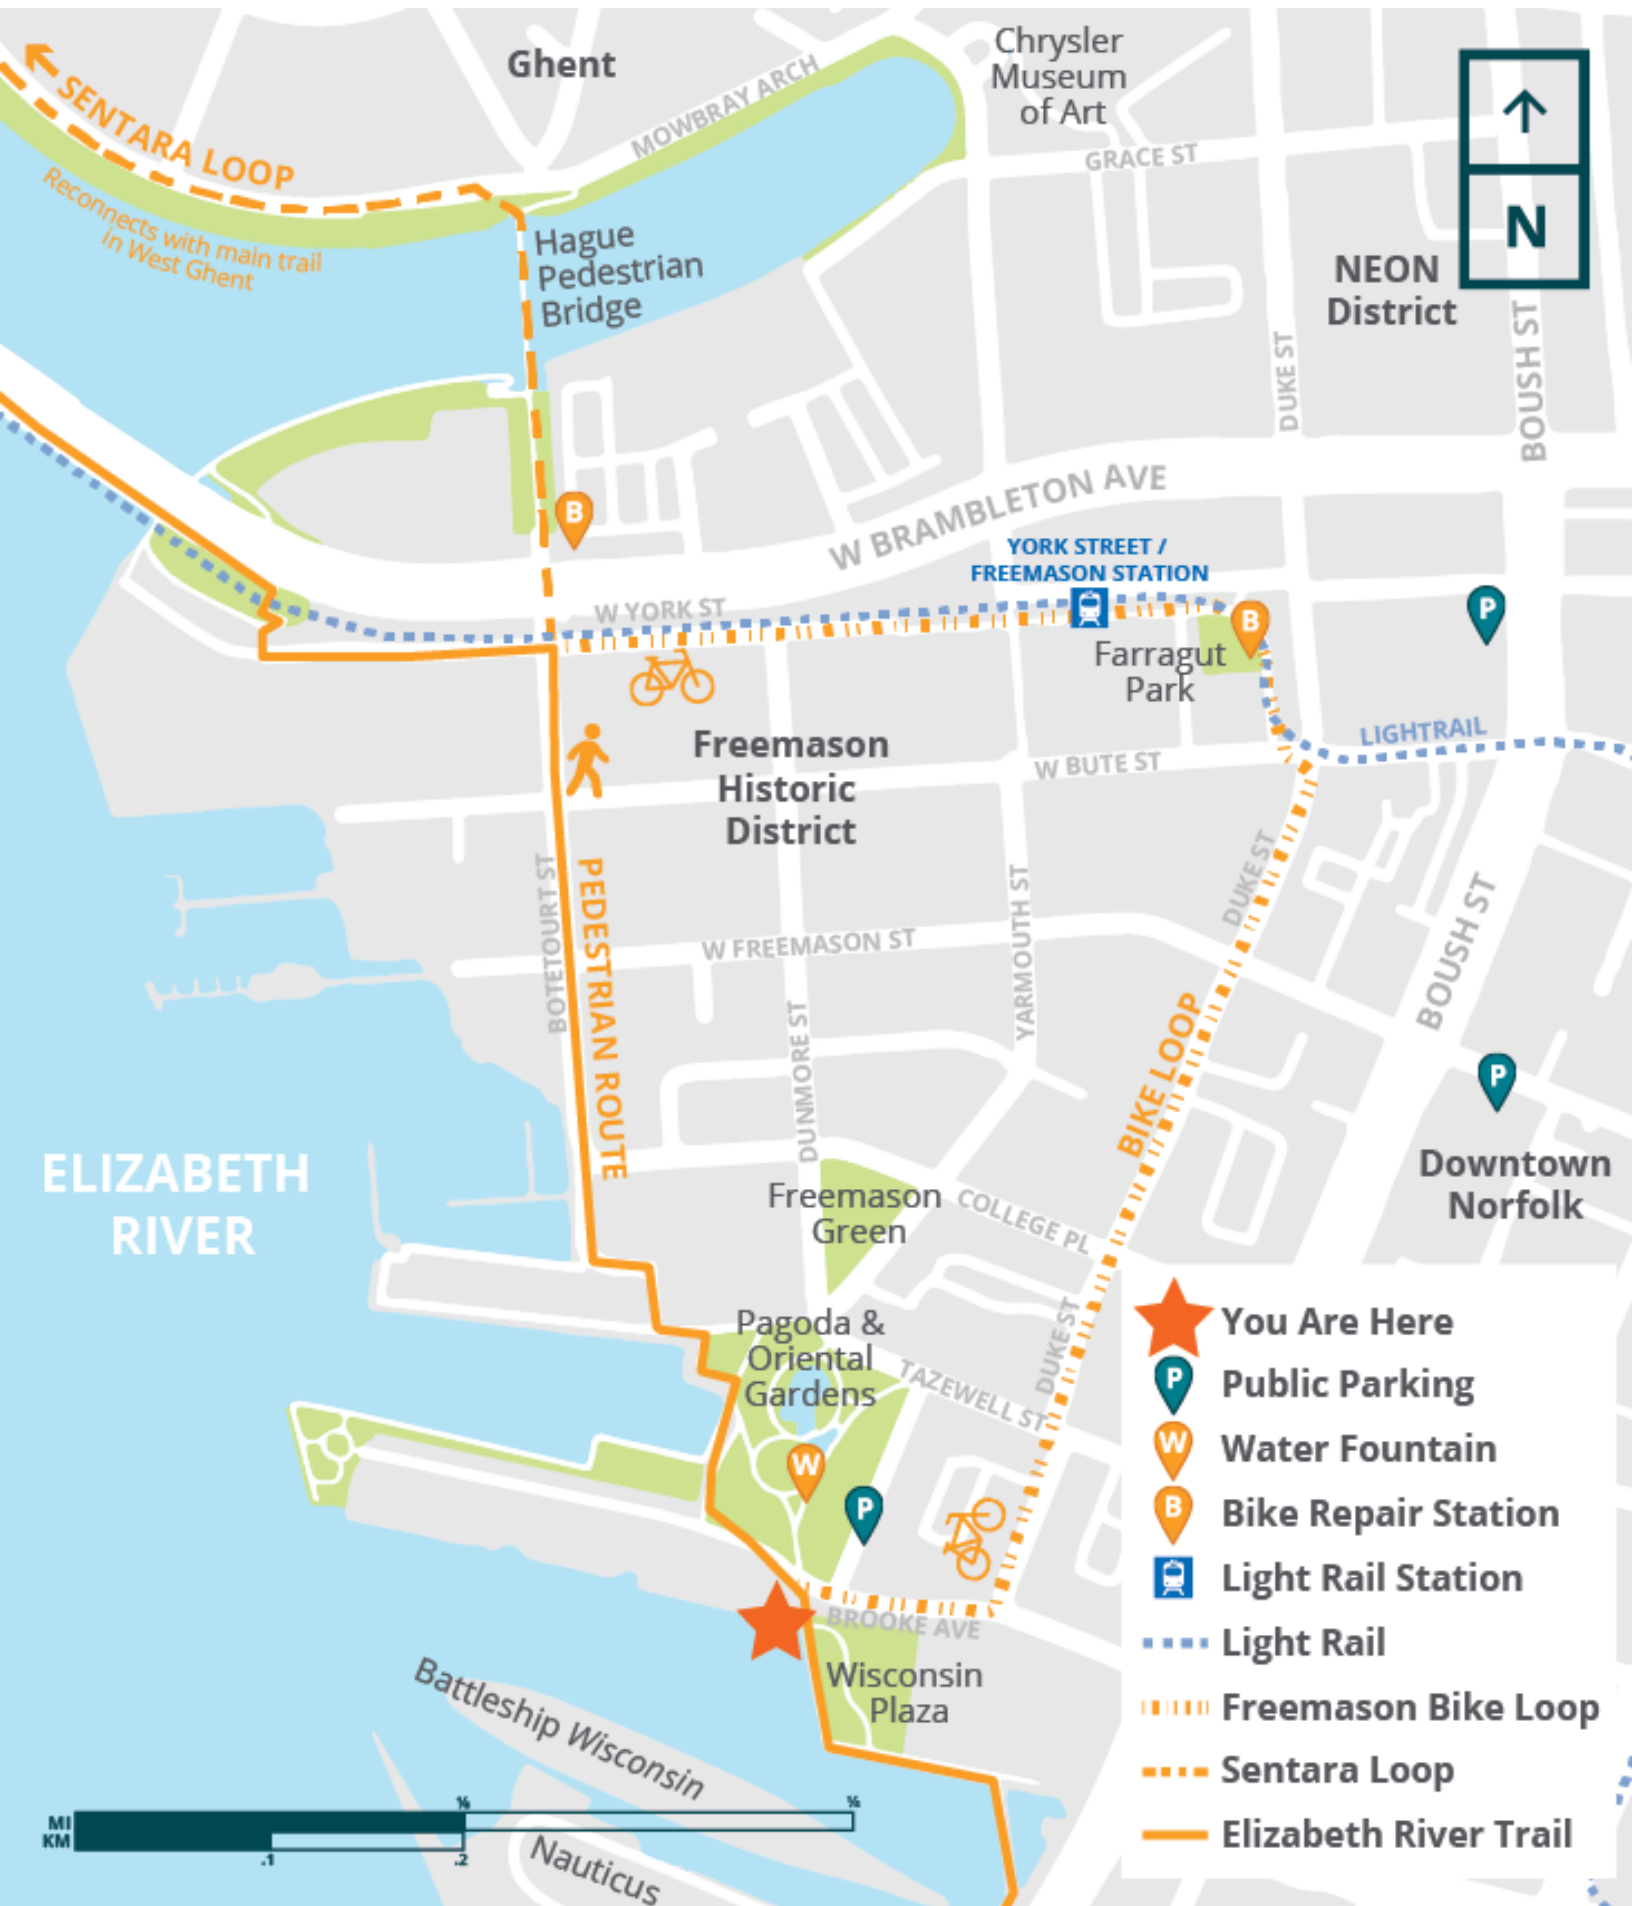 Ghent
Chrysler
Museum
of Art
MOWBRAY ARCH
GRACE ST
SENTARA LOOP
Reconnects with main trail
in West Ghent
N
Hague
Pedestrian
Bridge
NEON
District
DUKE ST
BOUSH ST
W BRAMBLETON AVE
B
YORK STREET /
FREEMASON STATION
W YORK ST
B
P
Farragut
Park
LIGHTRAIL
Freemason
Historic
District
W BUTE ST
DUKE ST
BOUSH ST
BOTETOURT ST
PEDESTRIAN ROUTE
W FREEMASON ST
YARMOUTH ST
DUNMORE ST
BIKE LOOP
P
Downtown
Norfolk
ELIZABETH
RIVER
Freemason
Green
COLLEGE PL
Pagoda &
Oriental
Gardens
DUKE ST
TAZEWELL ST
W
P
BROOKE AVE
Wisconsin
Plaza
Battleship Wisconsin
Nauticus
MI
KM
.1
.2
⅛
You Are Here
P Public Parking
W Water Fountain
B Bike Repair Station
Light Rail Station
Light Rail
Freemason Bike Loop
Sentara Loop
Elizabeth River Trail